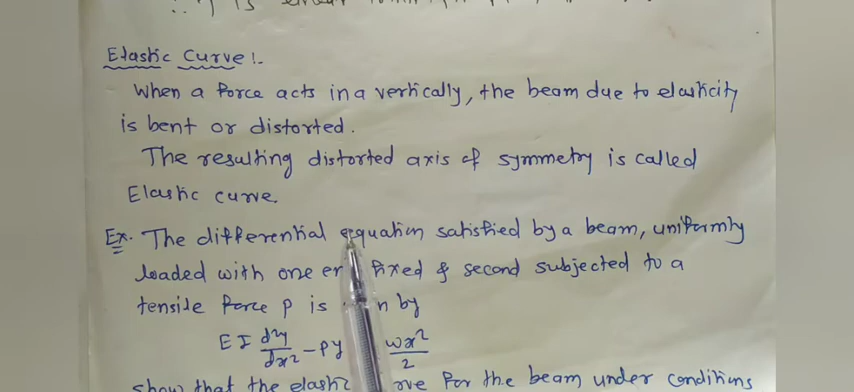 Elastic Curve :-
When a force acts in a vertically, the beam due to elasticity
is bent or distorted.
The resulting distorted axis of symmetry is called
Elastic curve.
Ex. The differential equation satisfied by a beam, uniformly
loaded with one fixed & second subjected to a
tensile force P is by
EI d²y/dx² - Py wx²/2
show that the elastic for the beam under conditions